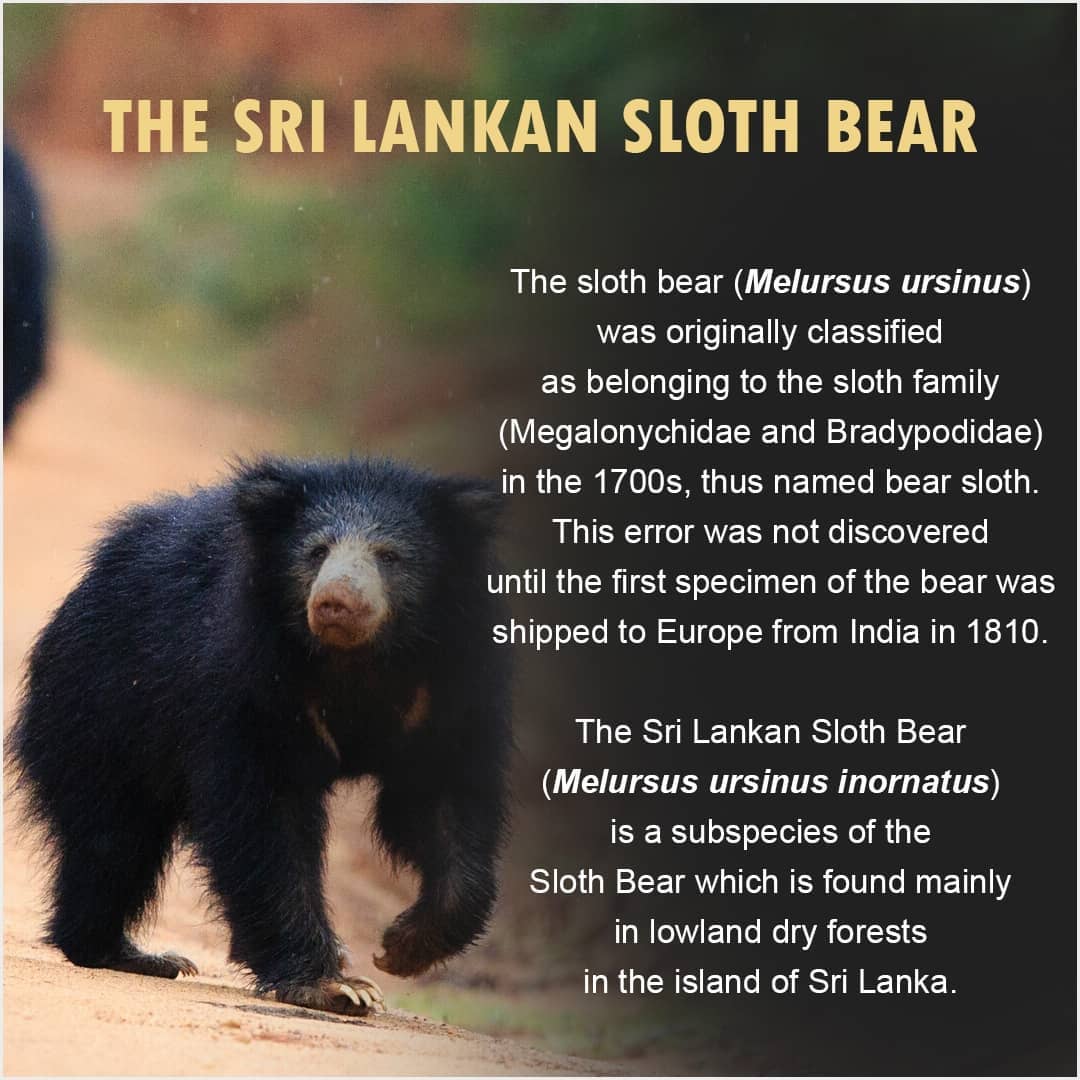 THE SRI LANKAN SLOTH BEAR
The sloth bear (Melursus ursinus)
was originally classified
as belonging to the sloth family
(Megalonychidae and Bradypodidae)
in the 1700s, thus named bear sloth.
This error was not discovered
until the first specimen of the bear was
shipped to Europe from India in 1810.
The Sri Lankan Sloth Bear
(Melursus ursinus inornatus)
is a subspecies of the
Sloth Bear which is found mainly
in lowland dry forests
in the island of Sri Lanka.